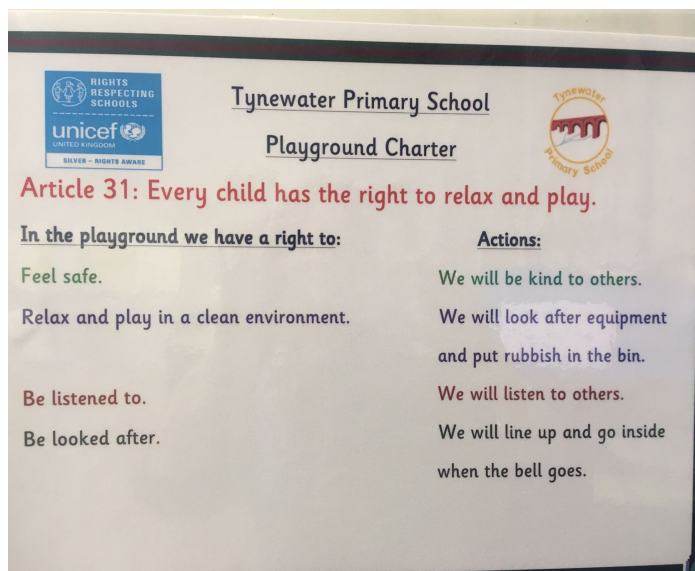 RIGHTS
RESPECTING
SCHOOLS
unicef
UNITED KINGDOM
SILVER – RIGHTS AWARE
Tynewater Primary School
Playground Charter
Tynewater
Primary School
Article 31: Every child has the right to relax and play.
In the playground we have a right to:
Actions:
Feel safe.
We will be kind to others.
Relax and play in a clean environment.
We will look after equipment
and put rubbish in the bin.
Be listened to.
We will listen to others.
Be looked after.
We will line up and go inside
when the bell goes.